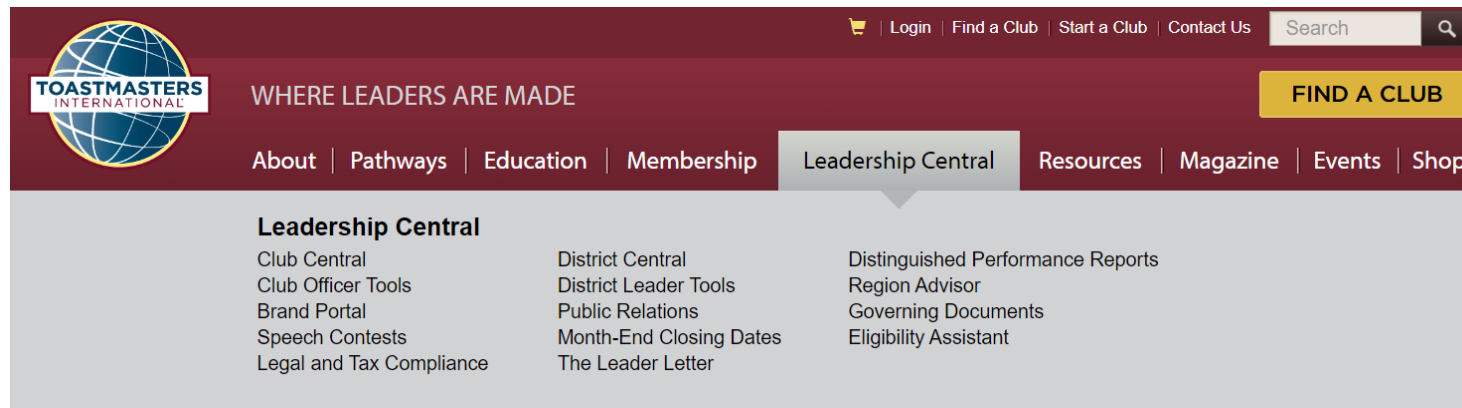 Login | Find a Club | Start a Club | Contact Us
Search
TOASTMASTERS
INTERNATIONAL
WHERE LEADERS ARE MADE
FIND A CLUB
About | Pathways | Education | Membership
Leadership Central
Resources | Magazine | Events | Shop
Leadership Central
Club Central
Club Officer Tools
Brand Portal
Speech Contests
Legal and Tax Compliance
District Central
District Leader Tools
Public Relations
Month-End Closing Dates
The Leader Letter
Distinguished Performance Reports
Region Advisor
Governing Documents
Eligibility Assistant